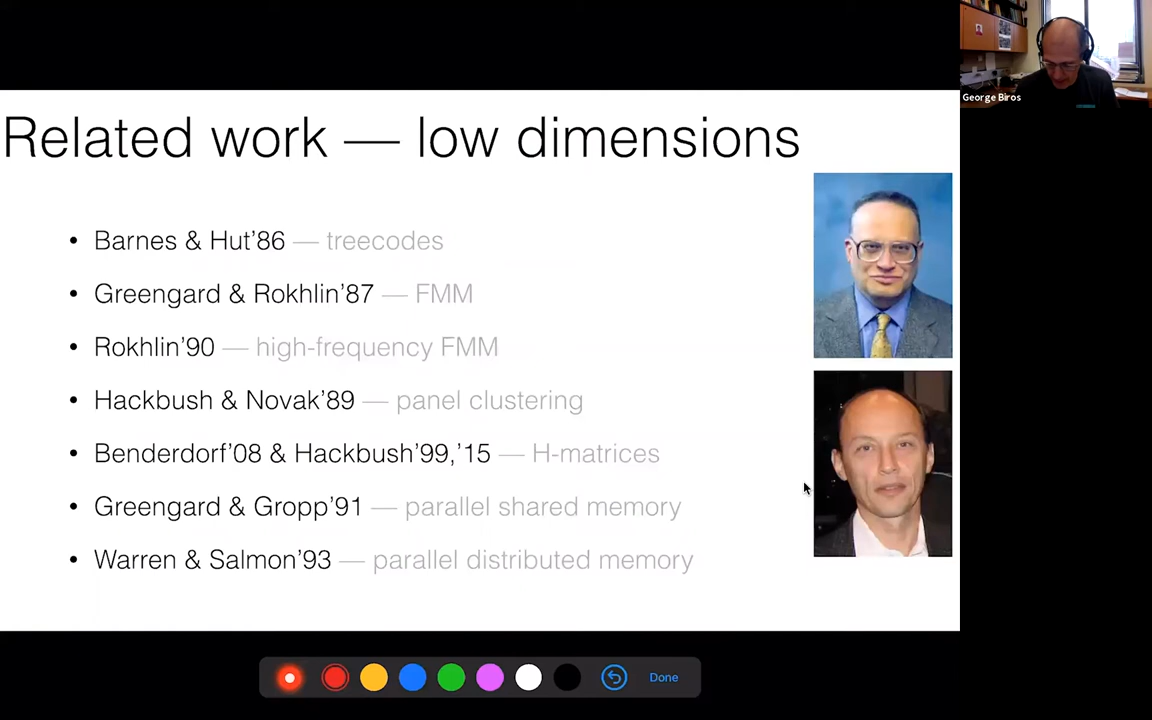 George Biros
Related work — low dimensions
• Barnes & Hut’86 — treecodes
• Greengard & Rokhlin’87 — FMM
• Rokhlin’90 — high-frequency FMM
• Hackbush & Novak’89 — panel clustering
• Benderdorf’08 & Hackbush’99,’15 — H-matrices
• Greengard & Gropp’91 — parallel shared memory
• Warren & Salmon’93 — parallel distributed memory
Done